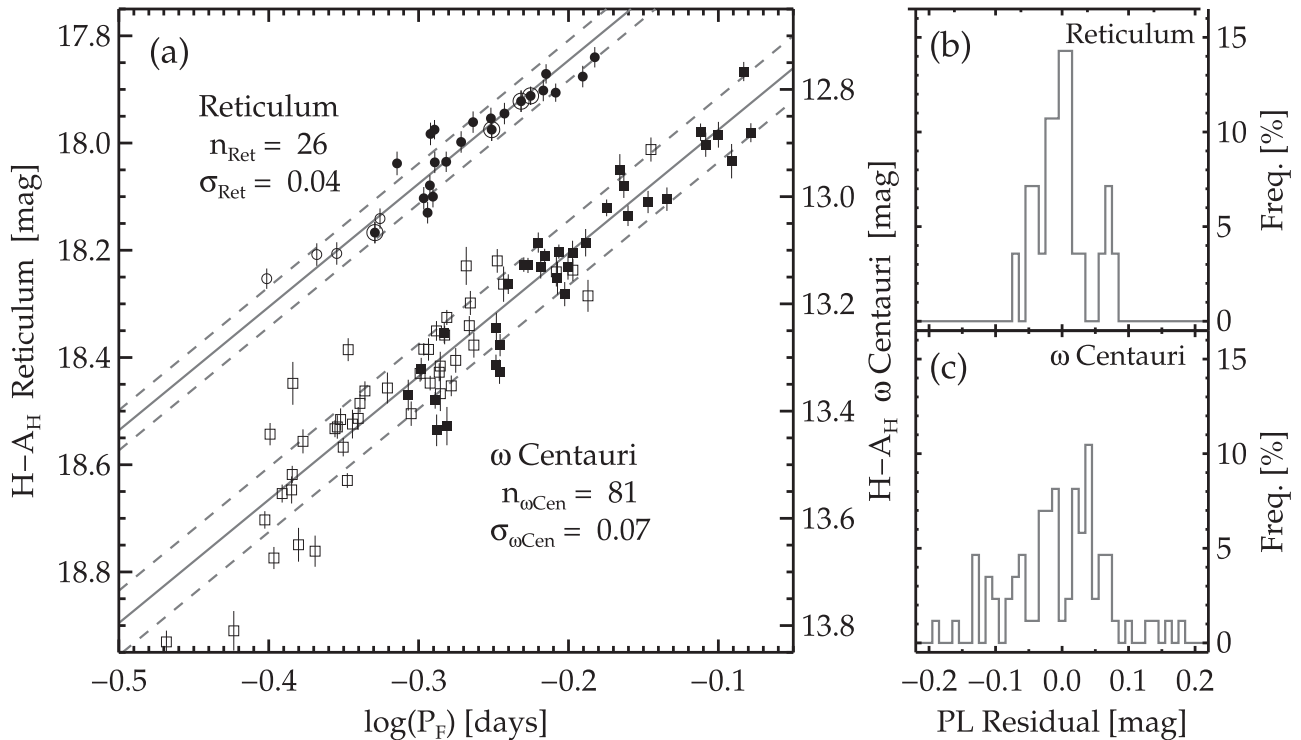 (a)
Reticulum
n_Ret = 26
σ_Ret = 0.04
ω Centauri
n_ωCen = 81
σ_ωCen = 0.07
H−A_H Reticulum [mag]
17.8
18.0
18.2
18.4
18.6
18.8
−0.5
−0.4
−0.3
−0.2
−0.1
log(P_F) [days]
12.8
13.0
13.2
13.4
13.6
13.8
H−A_H ω Centauri [mag]
(b)
Reticulum
15
10
5
0
Freq. [%]
(c)
ω Centauri
15
10
5
0
Freq. [%]
−0.2
−0.1
0.0
0.1
0.2
PL Residual [mag]